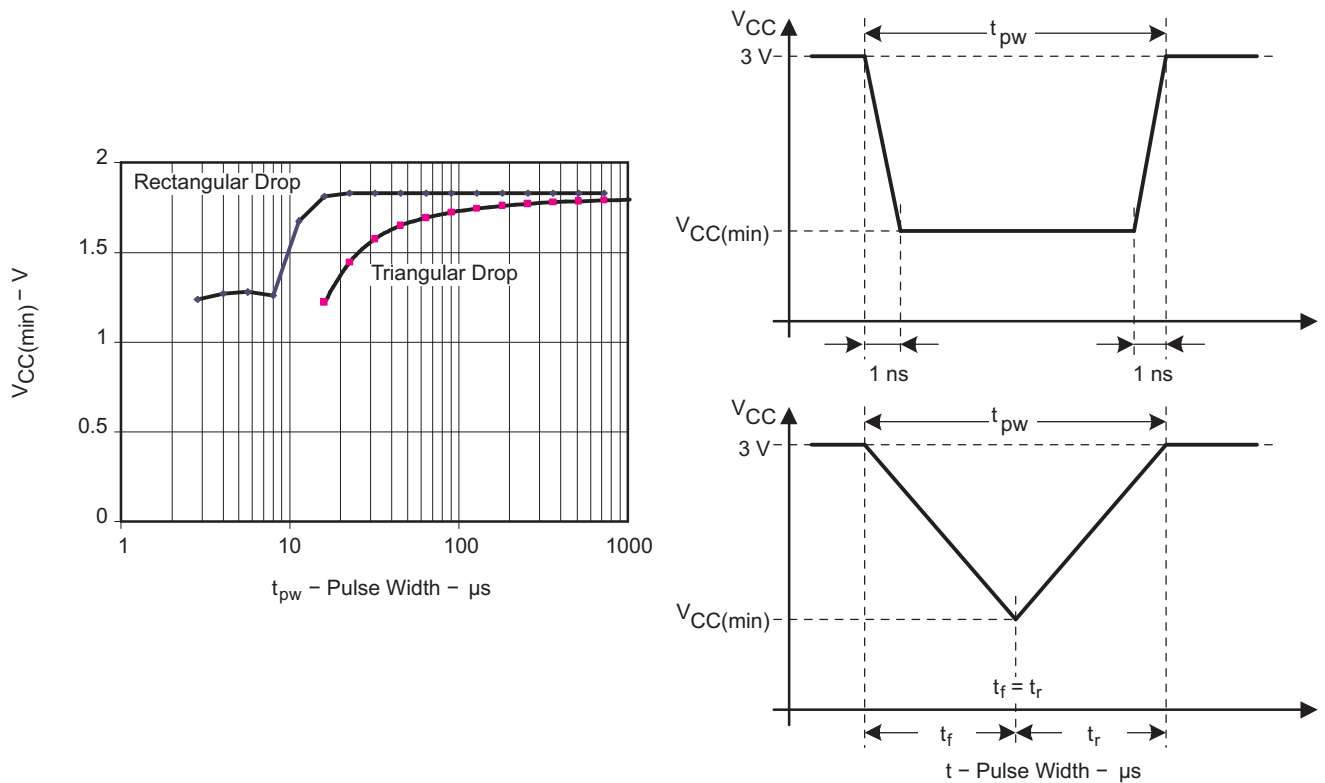 2
1.5
1
0.5
0
1
10
100
1000
VCC(min) − V
Rectangular Drop
Triangular Drop
tpw − Pulse Width − µs
VCC
3 V
VCC(min)
tpw
1 ns
1 ns
VCC
3 V
VCC(min)
tpw
tf = tr
tf
tr
t − Pulse Width − µs